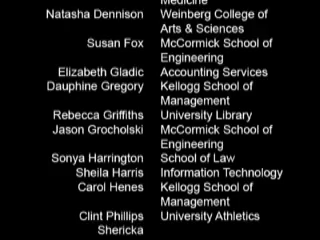 Medicine
Natasha Dennison Weinberg College of
Arts & Sciences
Susan Fox McCormick School of
Engineering
Elizabeth Gladic Accounting Services
Dauphine Gregory Kellogg School of
Management
Rebecca Griffiths University Library
Jason Grocholski McCormick School of
Engineering
Sonya Harrington School of Law
Sheila Harris Information Technology
Carol Henes Kellogg School of
Management
Clint Phillips University Athletics
Shericka